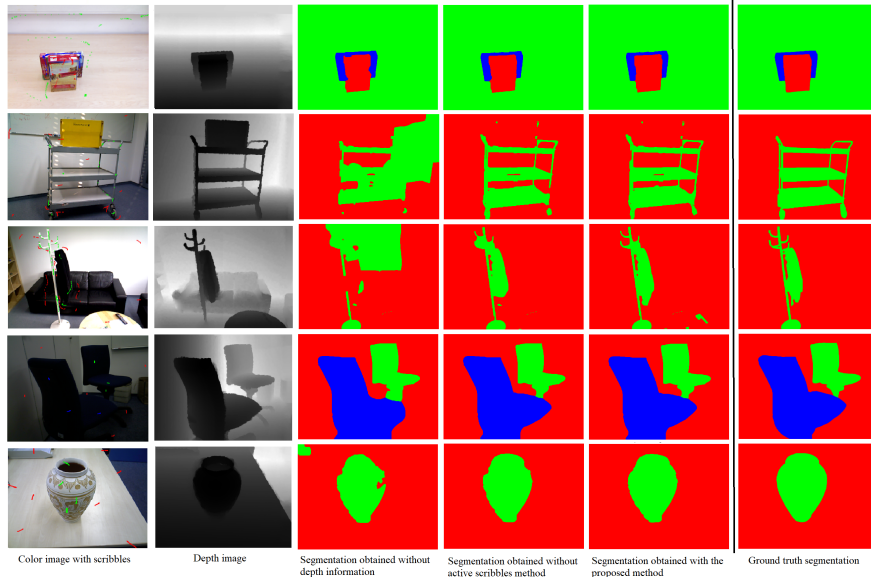 Color image with scribbles
Depth image
Segmentation obtained without
depth information
Segmentation obtained without
active scribbles method
Segmentation obtained with the
proposed method
Ground truth segmentation